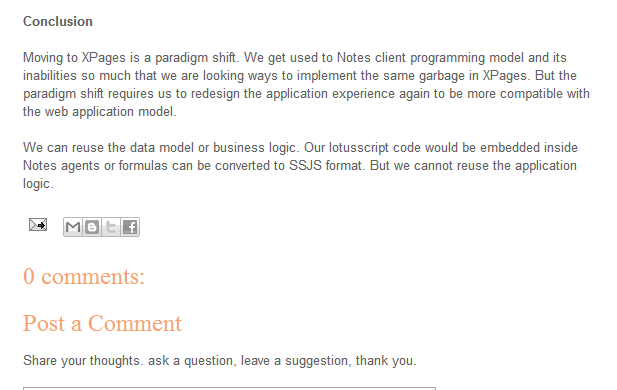 Conclusion
Moving to XPages is a paradigm shift. We get used to Notes client programming model and its
inabilities so much that we are looking ways to implement the same garbage in XPages. But the
paradigm shift requires us to redesign the application experience again to be more compatible with
the web application model.
We can reuse the data model or business logic. Our lotusscript code would be embedded inside
Notes agents or formulas can be converted to SSJS format. But we cannot reuse the application
logic.
0 comments:
Post a Comment
Share your thoughts. ask a question, leave a suggestion, thank you.